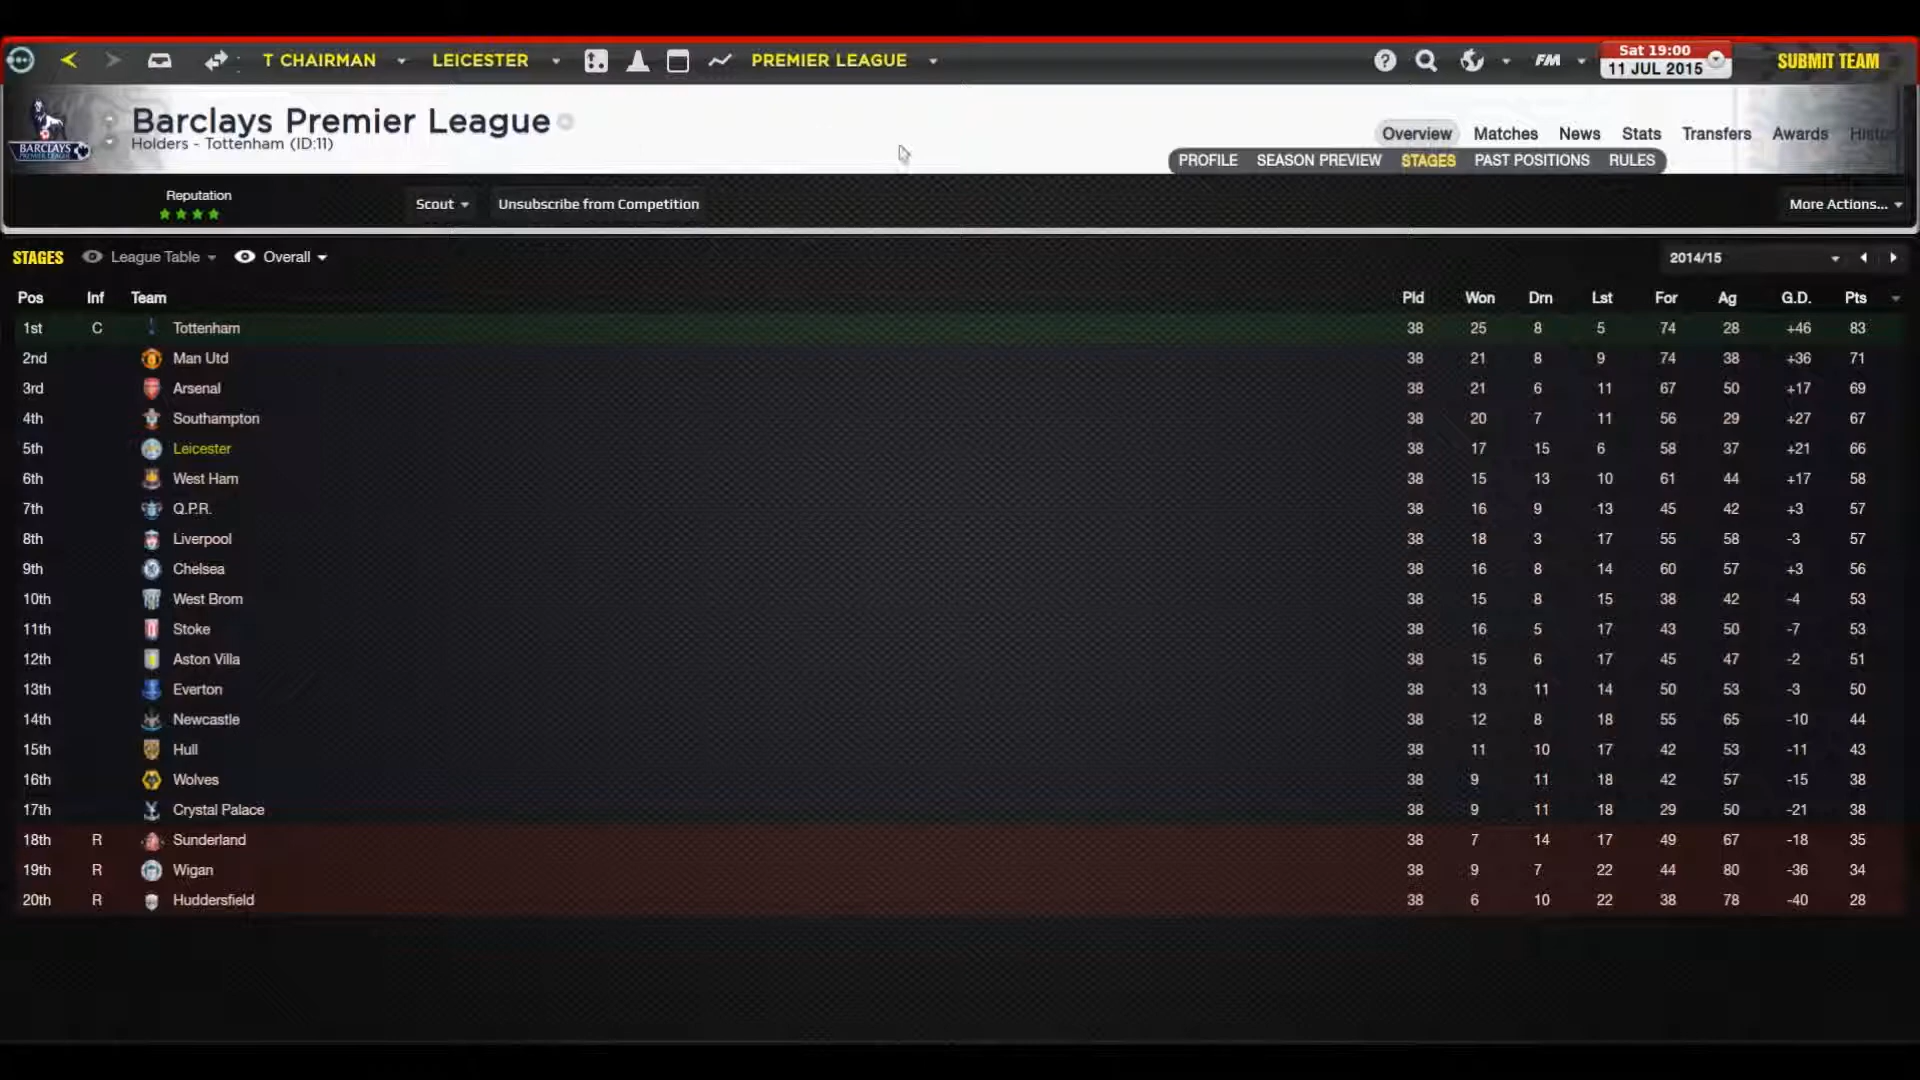 T CHAIRMAN LEICESTER PREMIER LEAGUE ? FM Sat 19:00 11 JUL 2015 SUBMIT TEAM
BARCLAYS
PREMIER LEAGUE
Barclays Premier League
Holders - Tottenham (ID:11)
Overview Matches News Stats Transfers Awards
PROFILE SEASON PREVIEW STAGES PAST POSITIONS RULES
Reputation
Scout Unsubscribe from Competition More Actions...
STAGES League Table Overall 2014/15
Pos Inf Team Pld Won Drn Lst For Ag G.D. Pts
1st C Tottenham 38 25 8 5 74 28 +46 83
2nd Man Utd 38 21 8 9 74 38 +36 71
3rd Arsenal 38 21 6 11 67 50 +17 69
4th Southampton 38 20 7 11 56 29 +27 67
5th Leicester 38 17 15 6 58 37 +21 66
6th West Ham 38 15 13 10 61 44 +17 58
7th Q.P.R. 38 16 9 13 45 42 +3 57
8th Liverpool 38 18 3 17 55 58 -3 57
9th Chelsea 38 16 8 14 60 57 +3 56
10th West Brom 38 15 8 15 38 42 -4 53
11th Stoke 38 16 5 17 43 50 -7 53
12th Aston Villa 38 15 6 17 45 47 -2 51
13th Everton 38 13 11 14 50 53 -3 50
14th Newcastle 38 12 8 18 55 65 -10 44
15th Hull 38 11 10 17 42 53 -11 43
16th Wolves 38 9 11 18 42 57 -15 38
17th Crystal Palace 38 9 11 18 29 50 -21 38
18th R Sunderland 38 7 14 17 49 67 -18 35
19th R Wigan 38 9 7 22 44 80 -36 34
20th R Huddersfield 38 6 10 22 38 78 -40 28